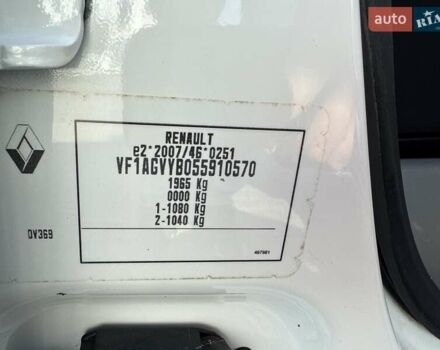 auto RIA
RENAULT
e2*2007/46*0251
VF1AGVYB055910570
1965 Kg
0000 Kg
1-1080 Kg
2-1040 Kg
DV369